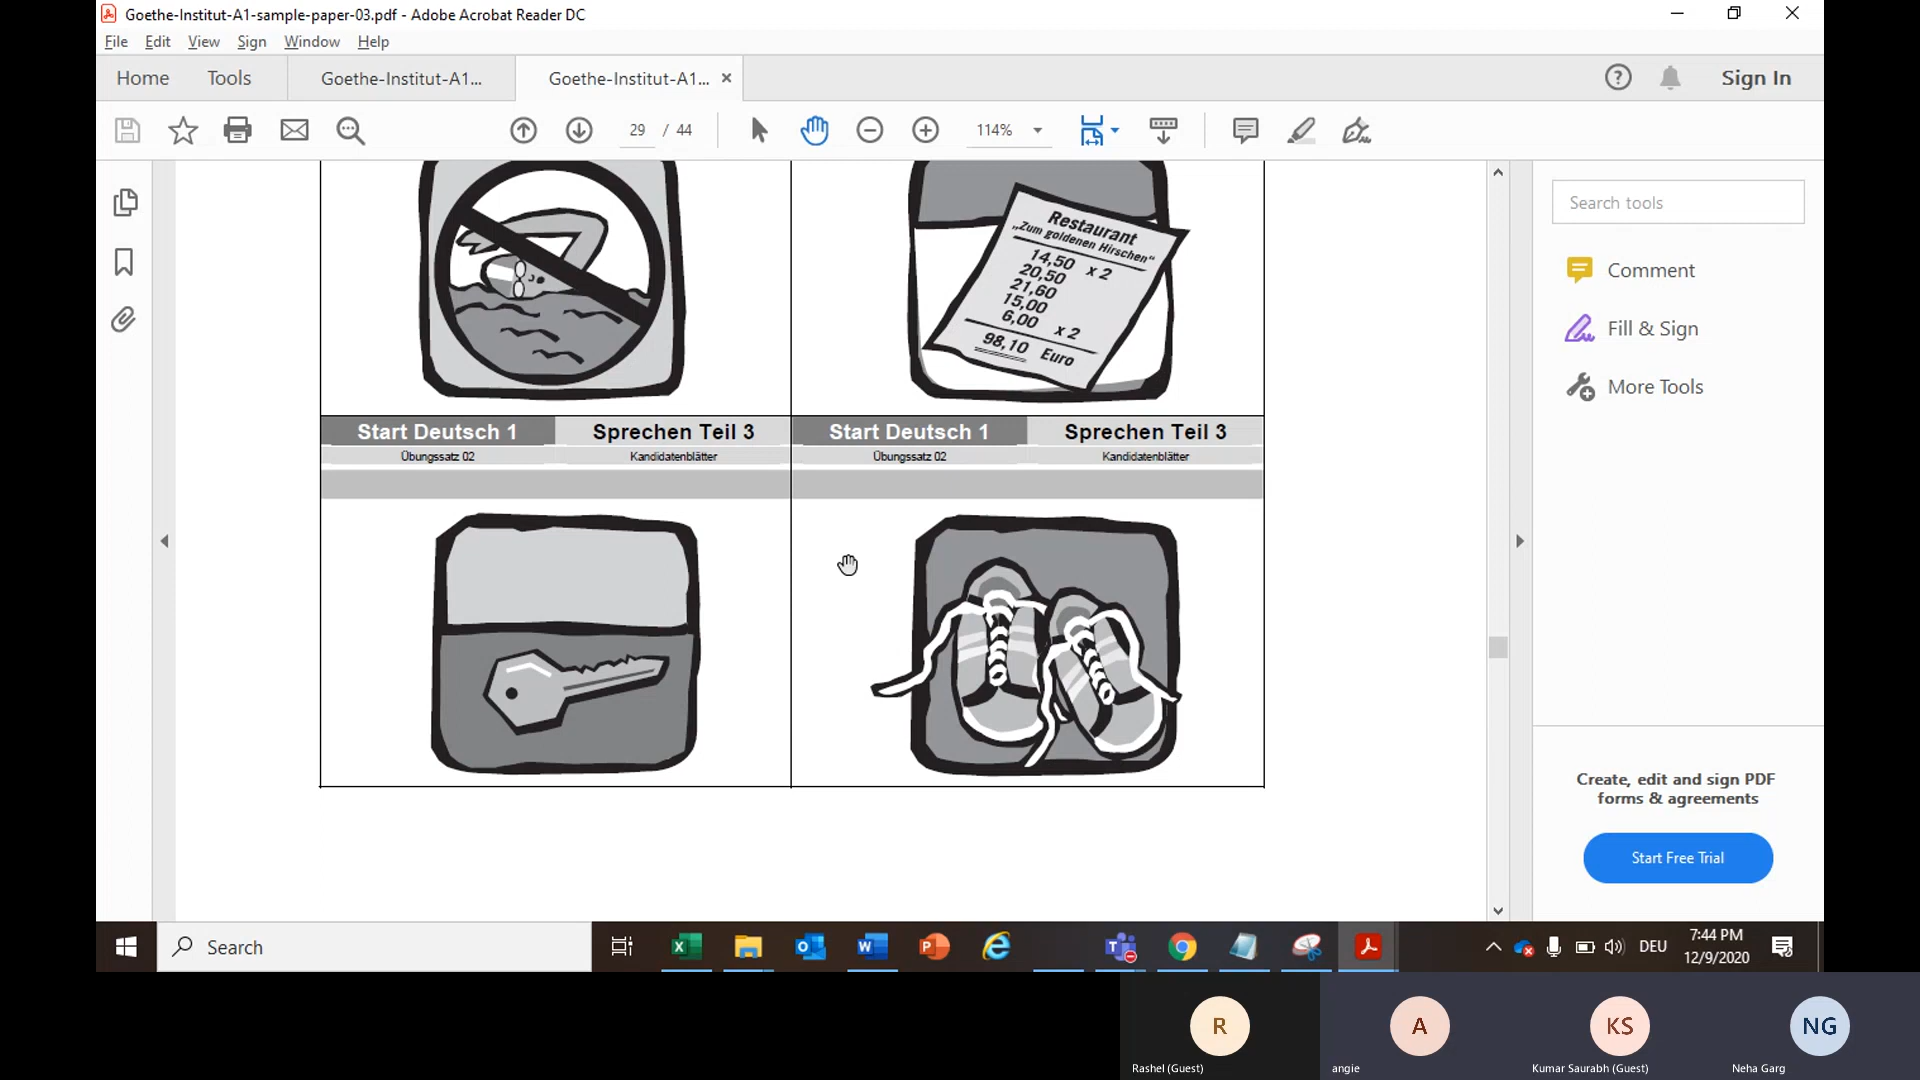 Goethe-Institut-A1-sample-paper-03.pdf - Adobe Acrobat Reader DC
File Edit View Sign Window Help
Home Tools Goethe-Institut-A1... Goethe-Institut-A1... Sign In
29 / 44 114%
Search tools
Comment
Fill & Sign
More Tools
Restaurant
„Zum goldenen Hirschen“
14,50 x 2
20,50
21,60
15,00
6,00 x 2
98,10 Euro
Start Deutsch 1 Sprechen Teil 3 Start Deutsch 1 Sprechen Teil 3
Übungssatz 02 Kandidatenblätter Übungssatz 02 Kandidatenblätter
Create, edit and sign PDF
forms & agreements
Start Free Trial
Search DEU 7:44 PM
12/9/2020
R A KS NG
Rashel (Guest) angie Kumar Saurabh (Guest) Neha Garg